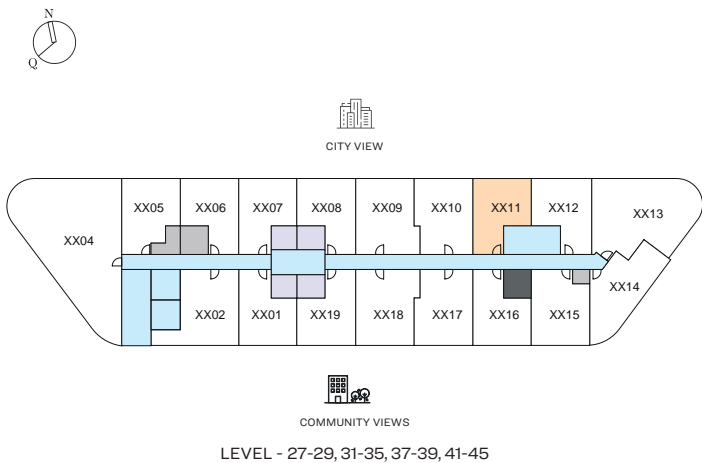 N
Q
CITY VIEW
XX05 XX06 XX07 XX08 XX09 XX10 XX11 XX12 XX13
XX04
XX14
XX02 XX01 XX19 XX18 XX17 XX16 XX15
COMMUNITY VIEWS
LEVEL - 27-29, 31-35, 37-39, 41-45